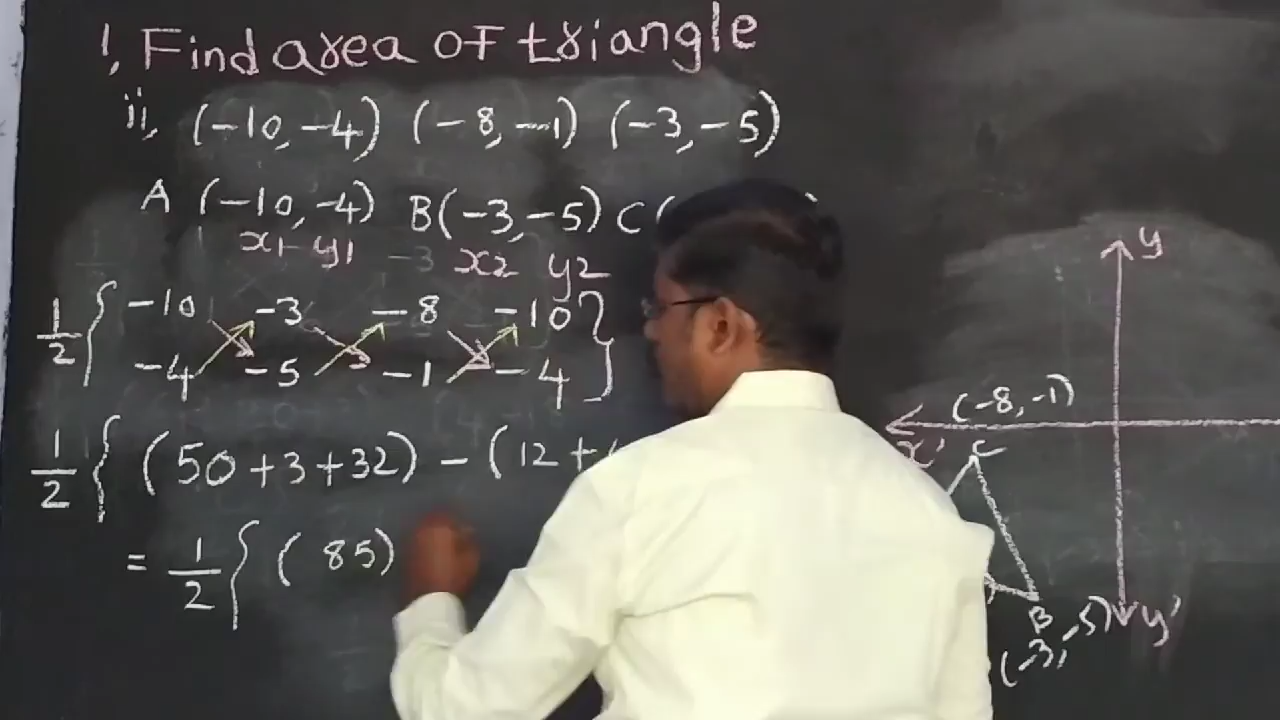 1, Find area of triangle
ii, (-10, -4) (-8, -1) (-3, -5)
A (-10, -4) B(-3, -5) C(
x1 y1 x2 y2
1/2 { -10 -3 -8 -10 }
-4 -5 -1 -4
1/2 { (50+3+32) - (12+
= 1/2 { ( 85)
y
(-8, -1)
x' C
B
(-3, -5)
y'